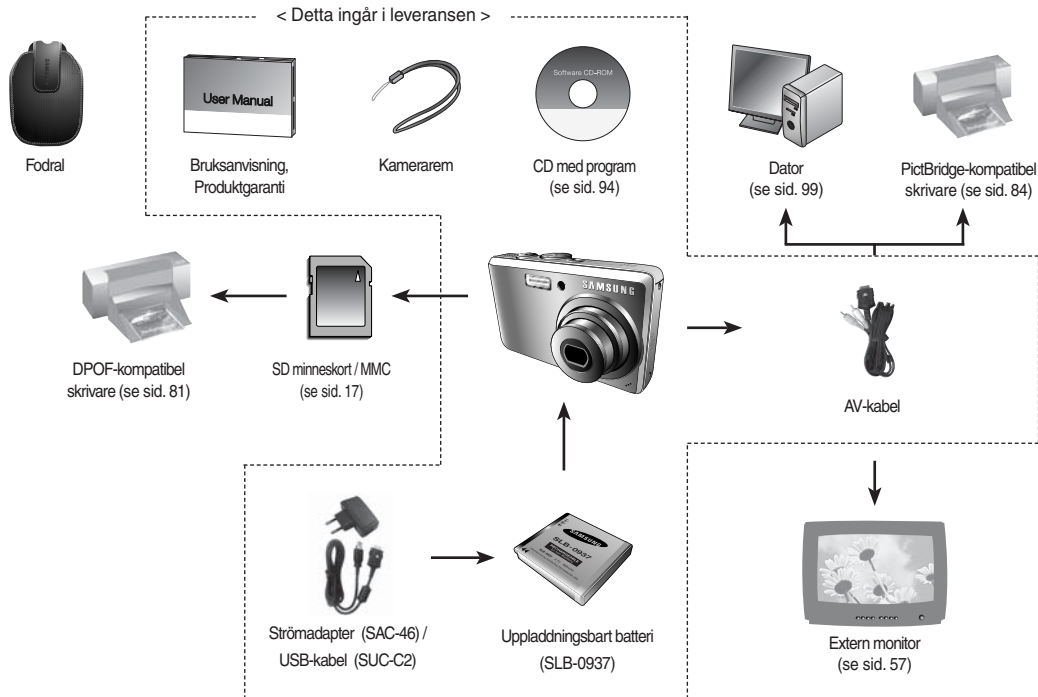 < Detta ingår i leveransen >
SAMSUNG
Fodral
User Manual
Bruksanvisning,
Produktgaranti
Kamerarem
Software CD-ROM
CD med program
(se sid. 94)
Dator
(se sid. 99)
PictBridge-kompatibel
skrivare (se sid. 84)
DPOF-kompatibel
skrivare (se sid. 81)
SD minneskort / MMC
(se sid. 17)
SAMSUNG
AV-kabel
Strömadapter (SAC-46) /
USB-kabel (SUC-C2)
SAMSUNG
SLB-0937
Uppladdningsbart batteri
(SLB-0937)
Extern monitor
(se sid. 57)